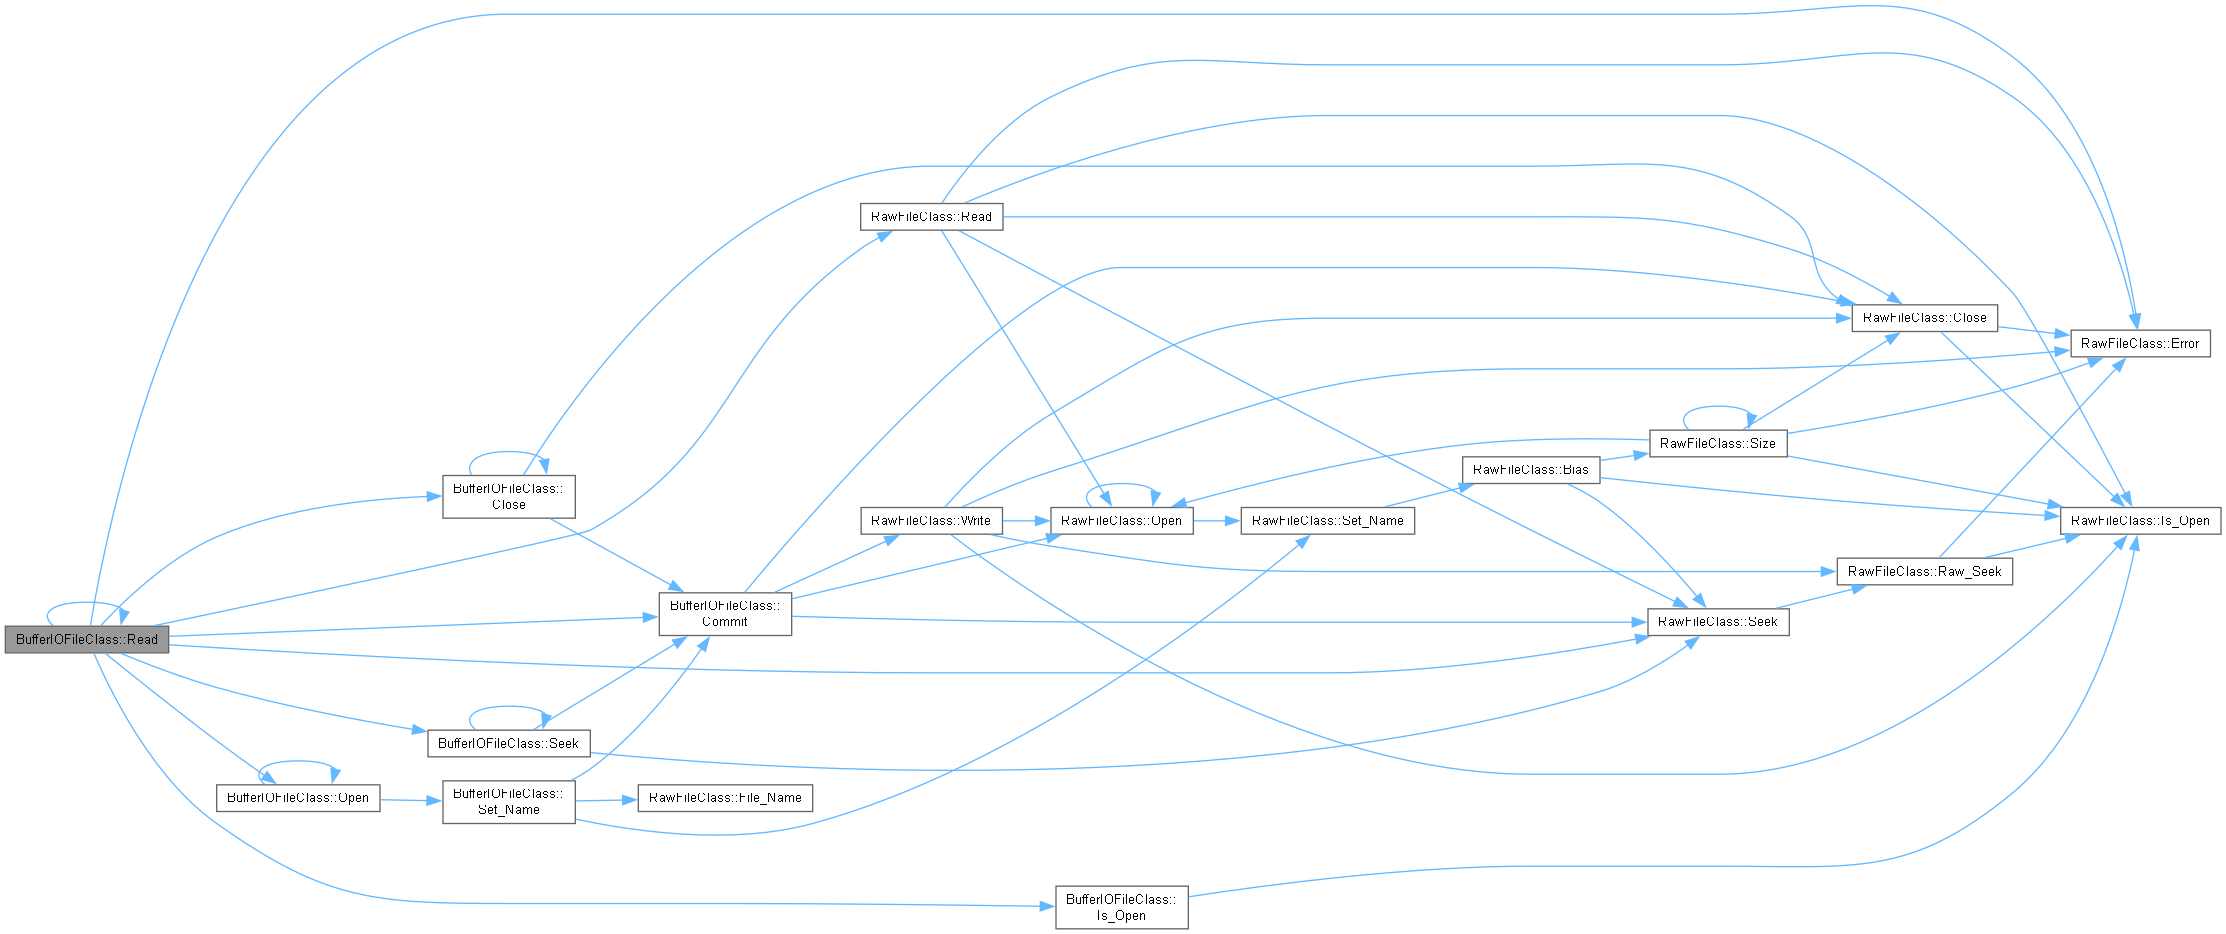 RawFileClass::Read
RawFileClass::Close
RawFileClass::Error
RawFileClass::Size
RawFileClass::Bias
BufferIOFileClass::
Close
RawFileClass::Write
RawFileClass::Open
RawFileClass::Set_Name
RawFileClass::Is_Open
RawFileClass::Raw_Seek
BufferIOFileClass::
Commit
RawFileClass::Seek
BufferIOFileClass::Read
BufferIOFileClass::Seek
BufferIOFileClass::Open
BufferIOFileClass::
Set_Name
RawFileClass::File_Name
BufferIOFileClass::
Is_Open